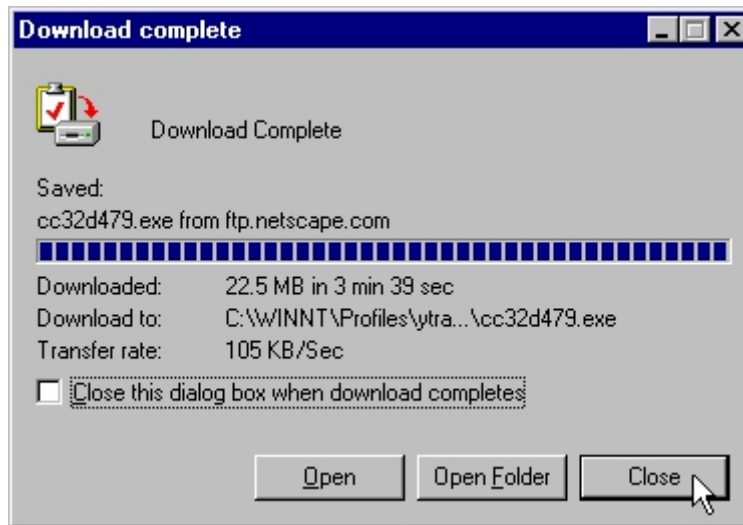 Download complete
Download Complete
Saved:
cc32d479.exe from ftp.netscape.com
Downloaded: 22.5 MB in 3 min 39 sec
Download to: C:\WINNT\Profiles\ytra...\cc32d479.exe
Transfer rate: 105 KB/Sec
Close this dialog box when download completes
Open Open Folder Close